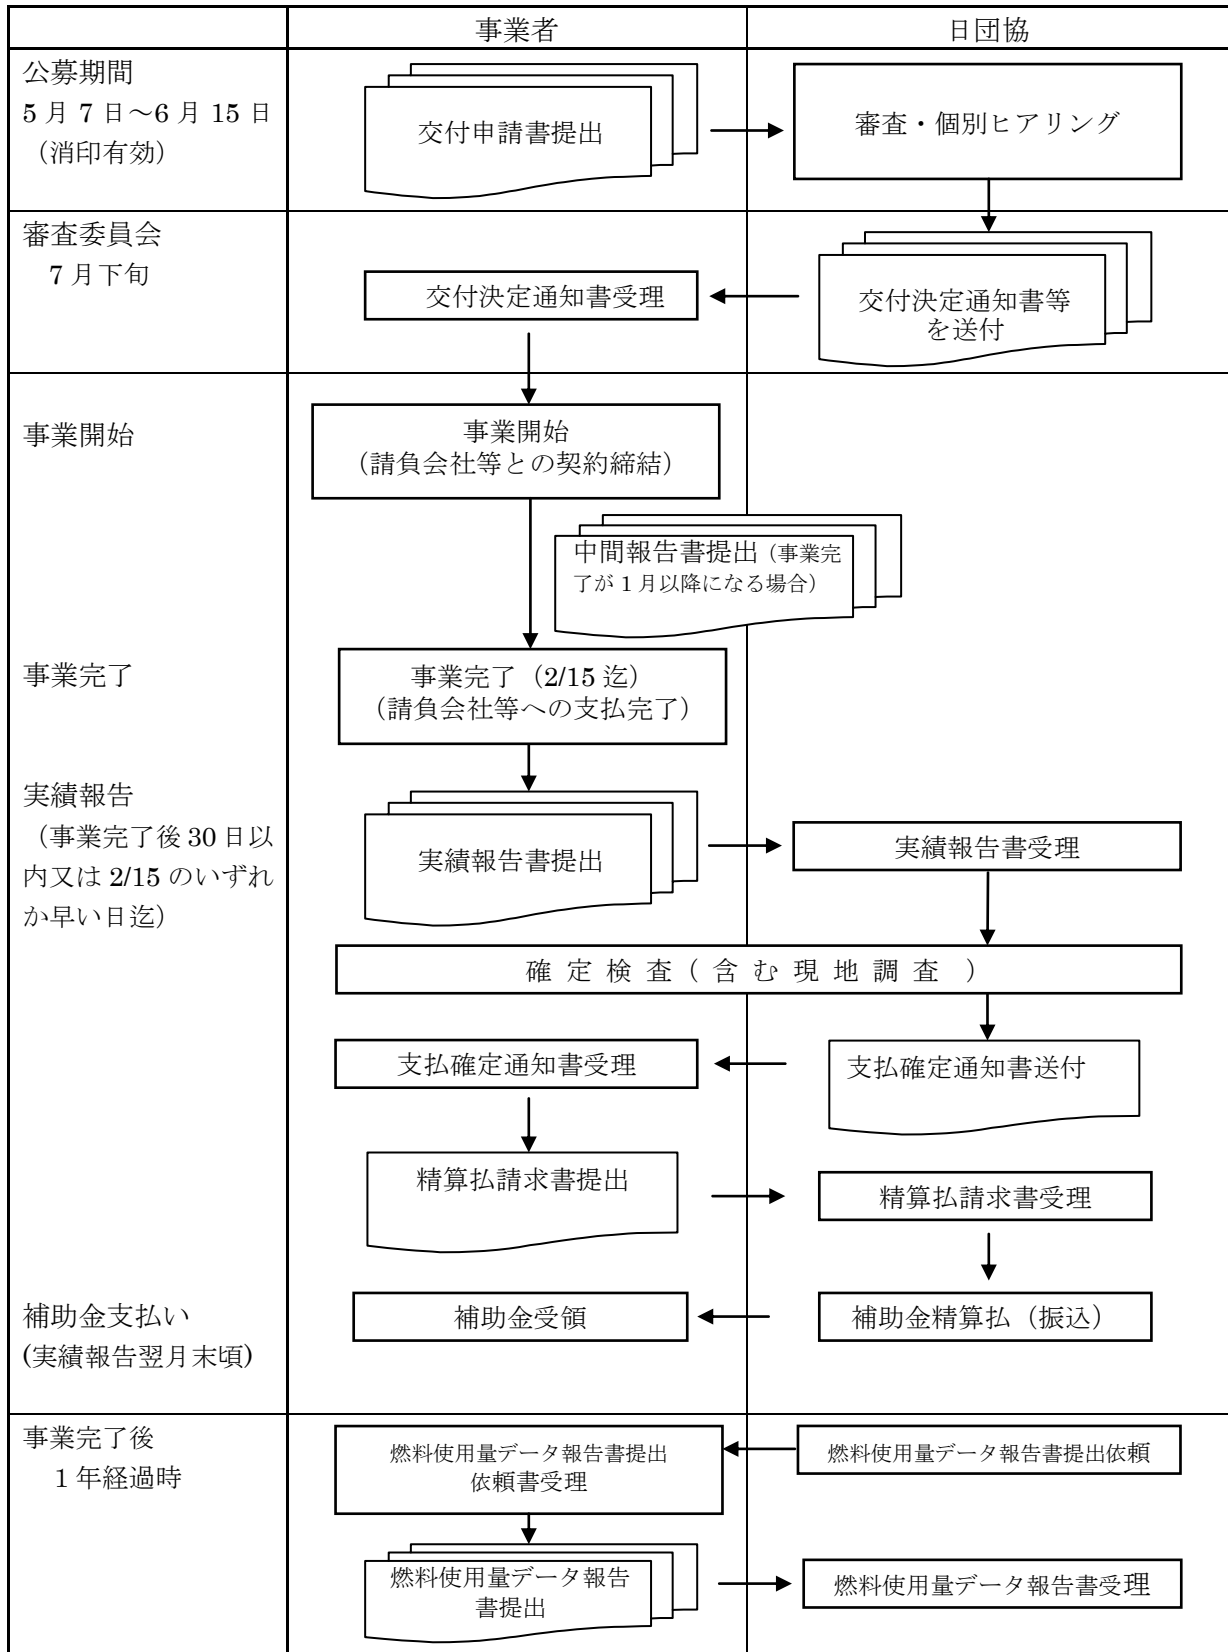 事業者
日団協
公募期間
5月7日～6月15日
（消印有効）
交付申請書提出
審査・個別ヒアリング
審査委員会
7月下旬
交付決定通知書受理
交付決定通知書等
を送付
事業開始
事業開始
（請負会社等との契約締結）
中間報告書提出（事業完
了が1月以降になる場合）
事業完了
事業完了（2/15迄）
（請負会社等への支払完了）
実績報告
（事業完了後30日以
内又は2/15のいずれ
か早い日迄）
実績報告書提出
実績報告書受理
確定検査(含む現地調査 )
支払確定通知書受理
支払確定通知書送付
精算払請求書提出
精算払請求書受理
補助金支払い
(実績報告翌月末頃)
補助金受領
補助金精算払（振込）
事業完了後
1年経過時
燃料使用量データ報告書提出
依頼書受理
燃料使用量データ報告書提出依頼
燃料使用量データ報告
書提出
燃料使用量データ報告書受理